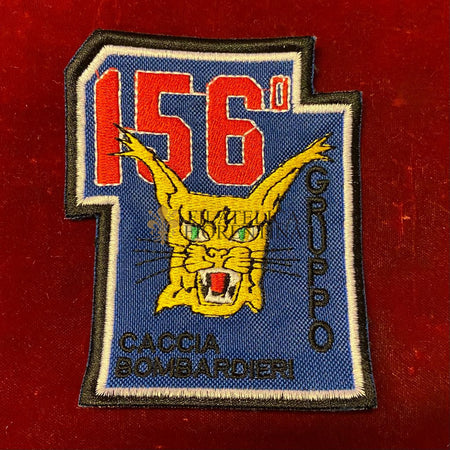 156°
GRUPPO
CACCIA
BOMBARDIERI